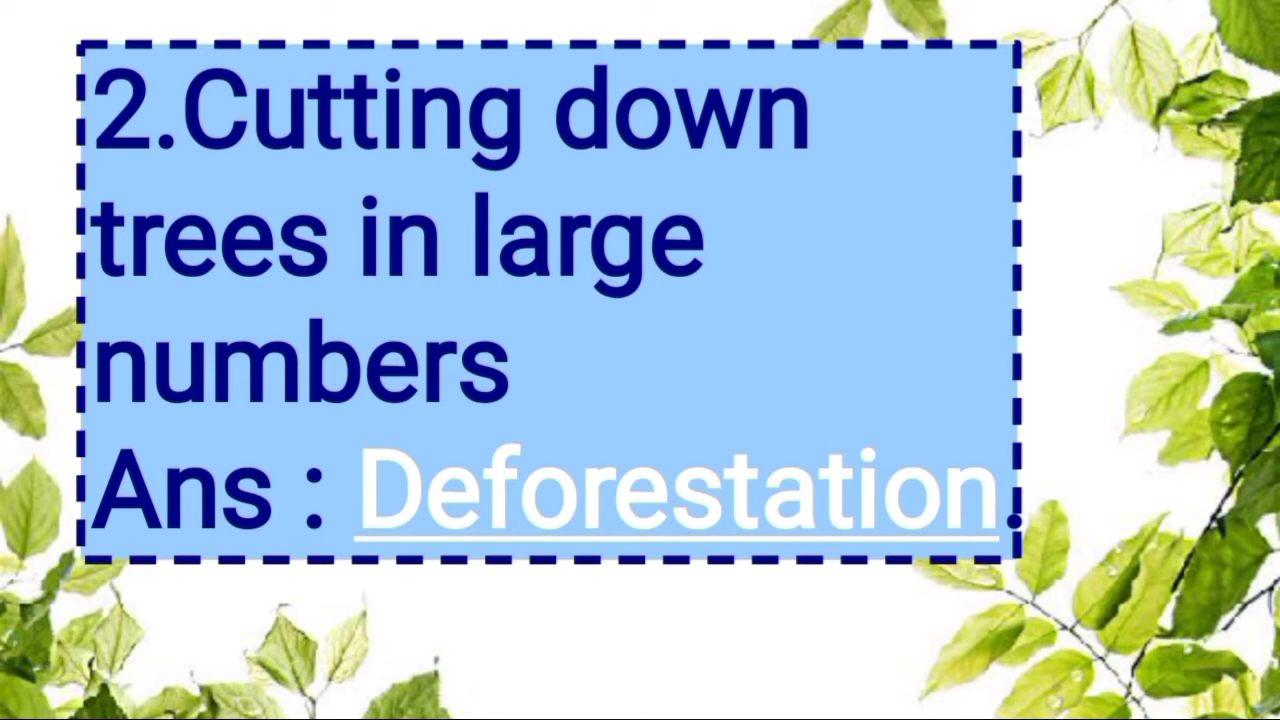 2.Cutting down
trees in large
numbers
Ans : Deforestation.